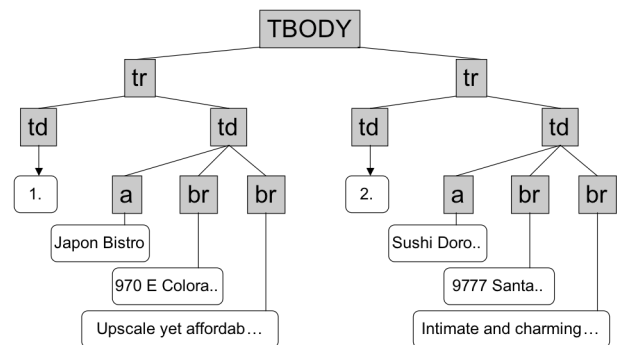 TBODY
tr tr
td td td td
1. a br br 2. a br br
Japon Bistro Sushi Doro..
970 E Colora.. 9777 Santa..
Upscale yet affordab... Intimate and charming...